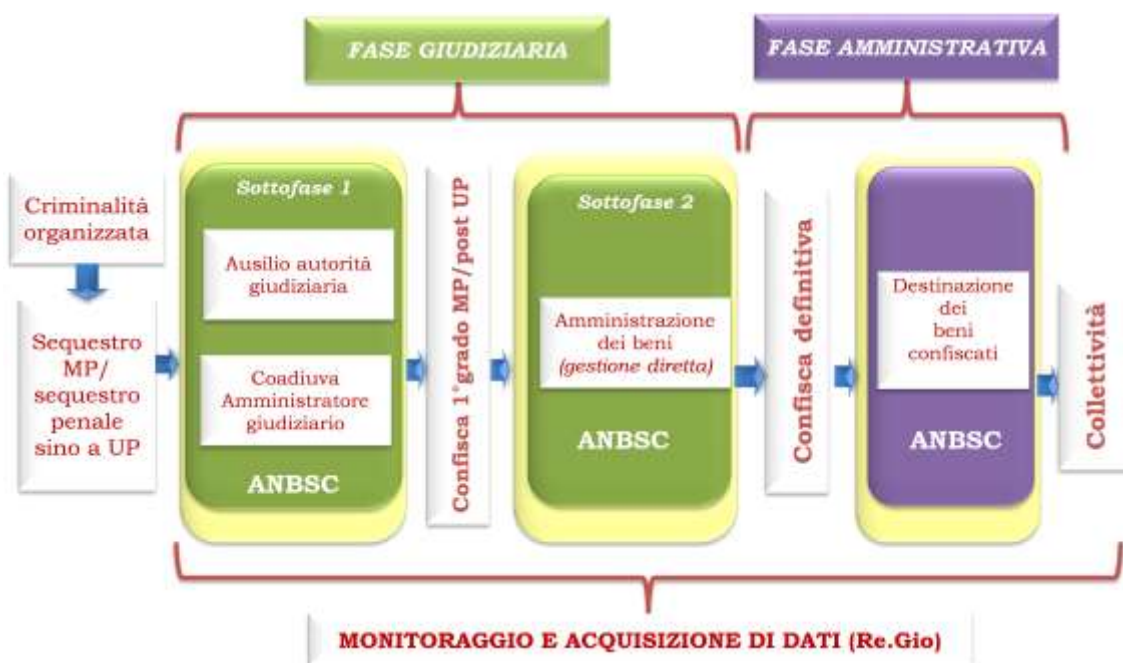 FASE GIUDIZIARIA
FASE AMMINISTRATIVA
Criminalità
organizzata
Sequestro
MP/
sequestro
penale
sino a UP
Sottofase 1
Ausilio autorità
giudiziaria
Coadiuva
Amministratore
giudiziario
ANBSC
Confisca 1°grado MP/post UP
Sottofase 2
Amministrazione
dei beni
(gestione diretta)
ANBSC
Confisca definitiva
Destinazione
dei
beni
confiscati
ANBSC
Collettività
MONITORAGGIO E ACQUISIZIONE DI DATI (Re.Gio)